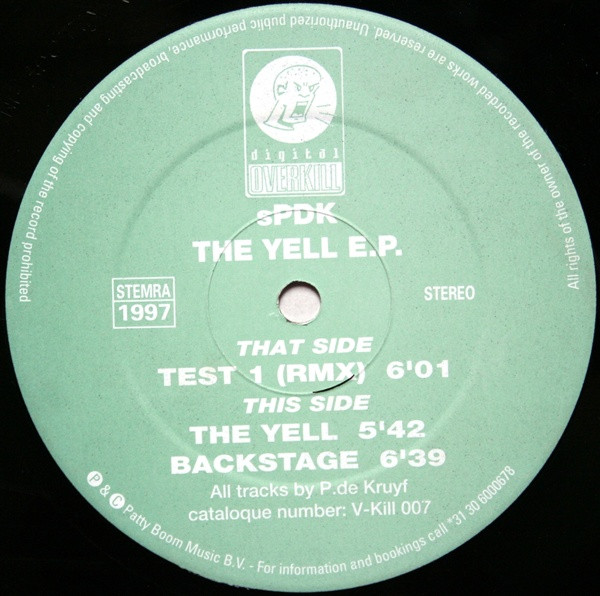 All rights of the owner of the recorded works are reserved. Unauthorized public performance, broadcasting and copying of the record prohibited
digital
OVERKILL
sPDK
THE YELL E.P.
STEMRA
1997
STEREO
THAT SIDE
TEST 1 (RMX) 6'01
THIS SIDE
THE YELL 5'42
BACKSTAGE 6'39
All tracks by P.de Kruyf
cataloque number: V-Kill 007
P & C Patty Boom Music B.V. - For information and bookings call *31 30 6000678